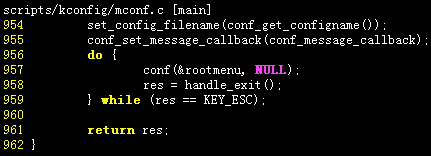 scripts/kconfig/mconf.c [main]
954 set_config_filename(conf_get_configname());
955 conf_set_message_callback(conf_message_callback);
956 do {
957 conf(&rootmenu, NULL);
958 res = handle_exit();
959 } while (res == KEY_ESC);
960
961 return res;
962 }